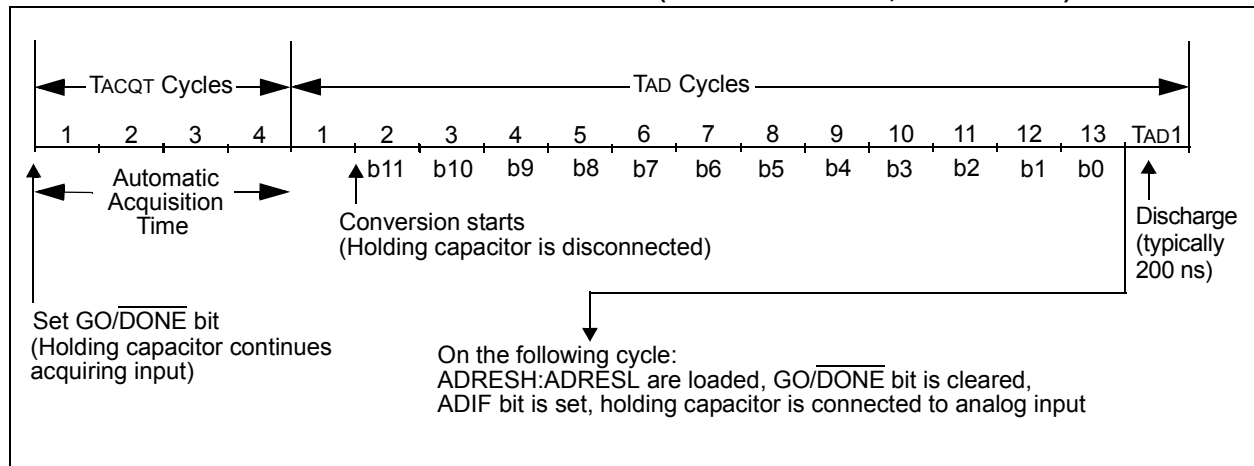 TACQT Cycles
TAD Cycles
1 2 3 4 1 2 3 4 5 6 7 8 9 10 11 12 13 TAD1
b11 b10 b9 b8 b7 b6 b5 b4 b3 b2 b1 b0
Automatic
Acquisition
Time
Conversion starts
(Holding capacitor is disconnected)
Discharge
(typically
200 ns)
Set GO/DONE bit
(Holding capacitor continues
acquiring input)
On the following cycle:
ADRESH:ADRESL are loaded, GO/DONE bit is cleared,
ADIF bit is set, holding capacitor is connected to analog input